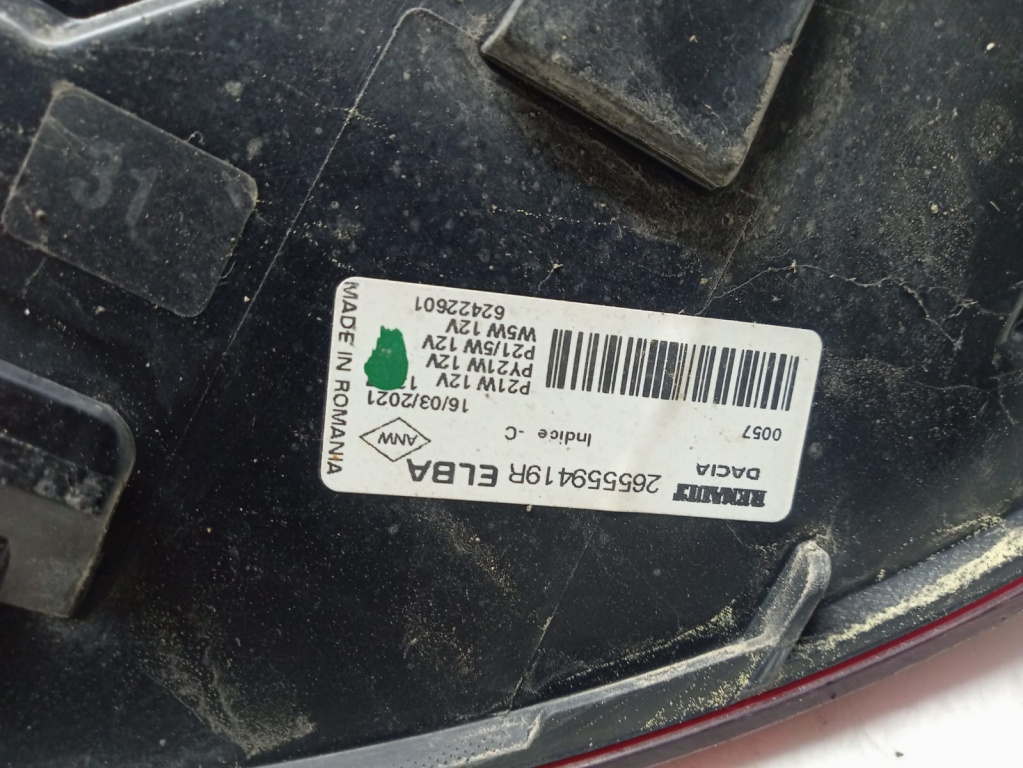 RENAULT
DACIA
265559419R ELBA
0057
Indice -C
ANW
16/03/2021
P21W 12V
PY21W 12V
P21/5W 12V
W5W 12V
62422601
MADE IN ROMANIA
31